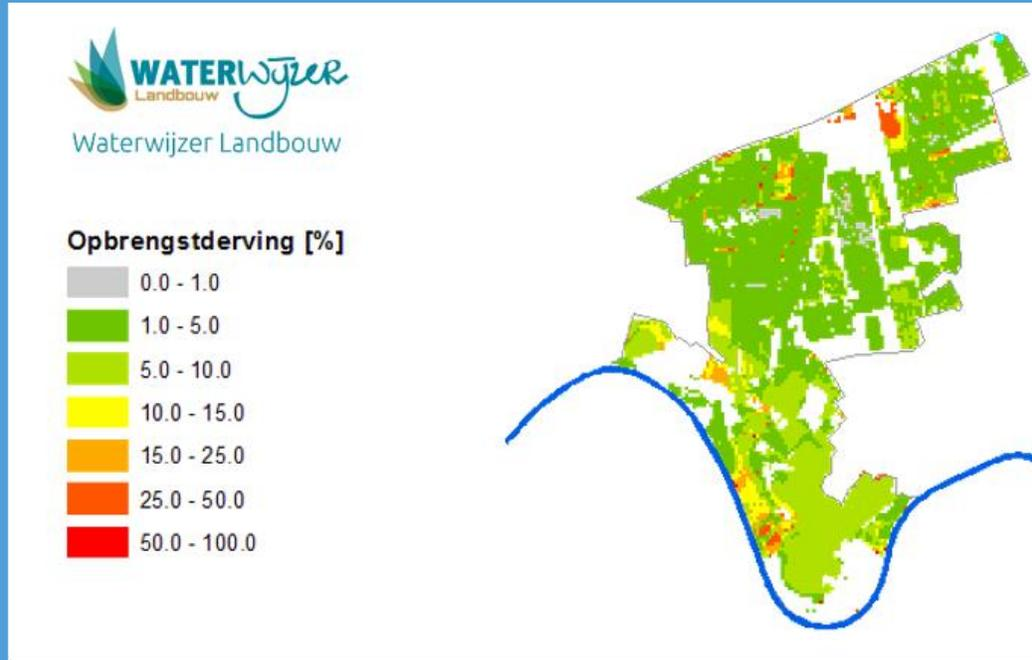 WATERWijzer
Landbouw
Waterwijzer Landbouw
Opbrengstderving [%]
0.0 - 1.0
1.0 - 5.0
5.0 - 10.0
10.0 - 15.0
15.0 - 25.0
25.0 - 50.0
50.0 - 100.0